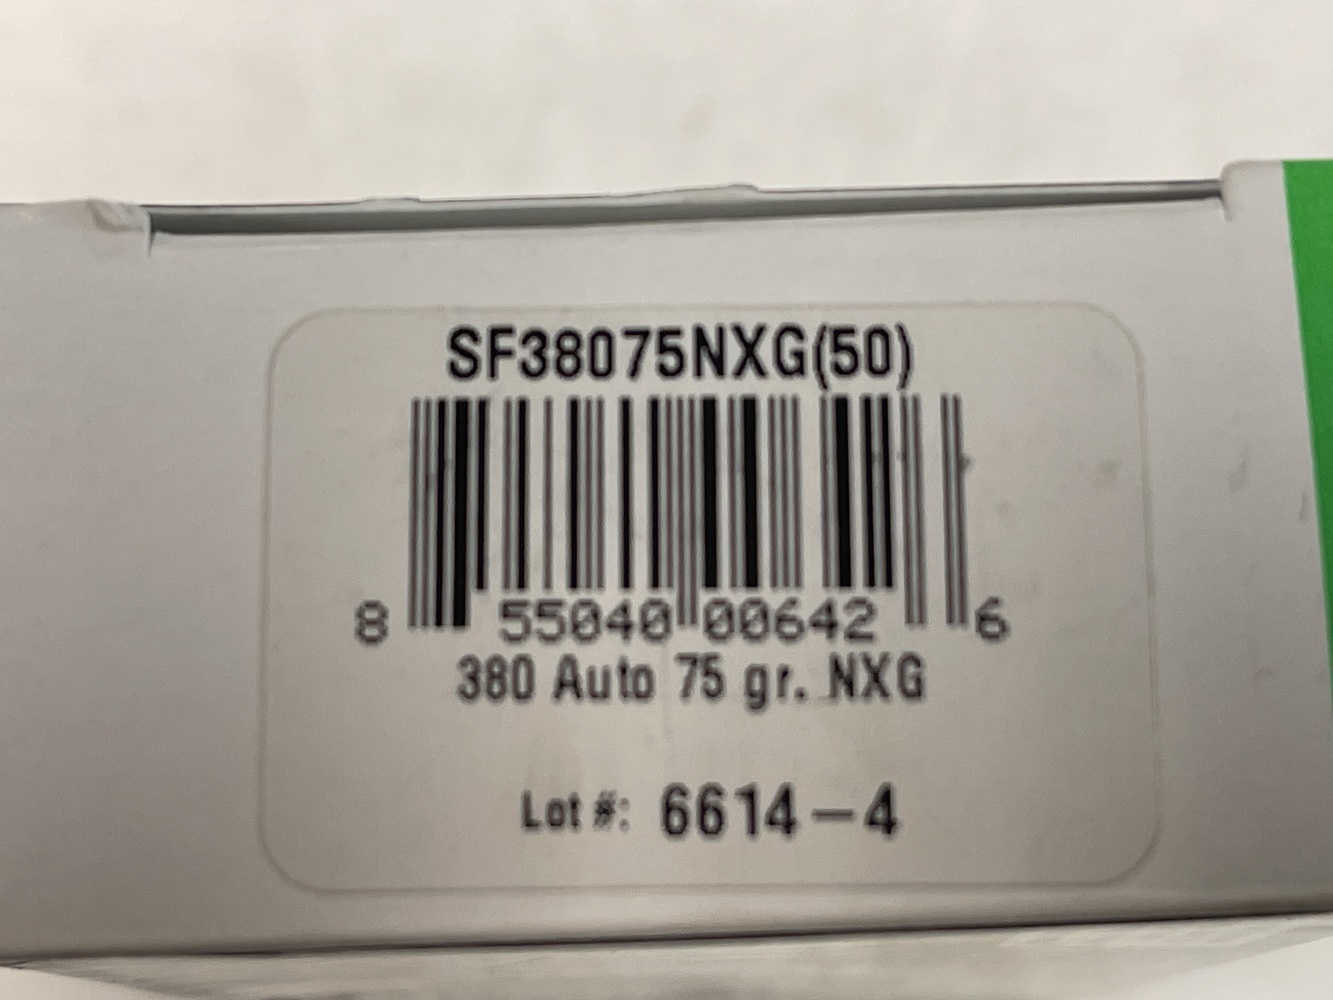 SF38075NXG(50)
8 55040 00642 6
380 Auto 75 gr. NXG
Lot #: 6614-4